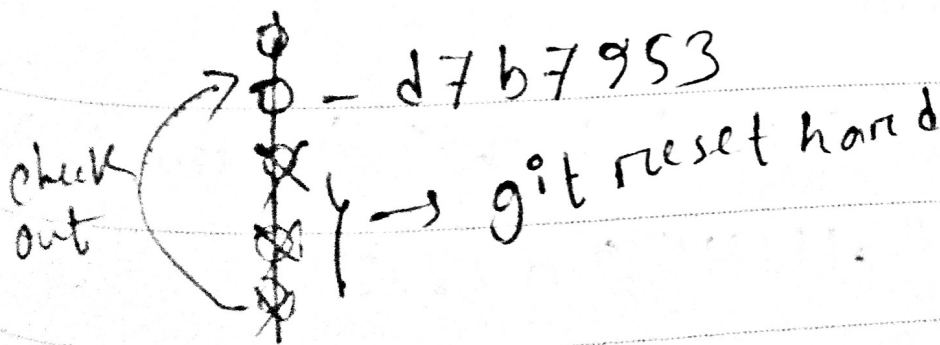 - d7b7953
check
out
} → git reset hard